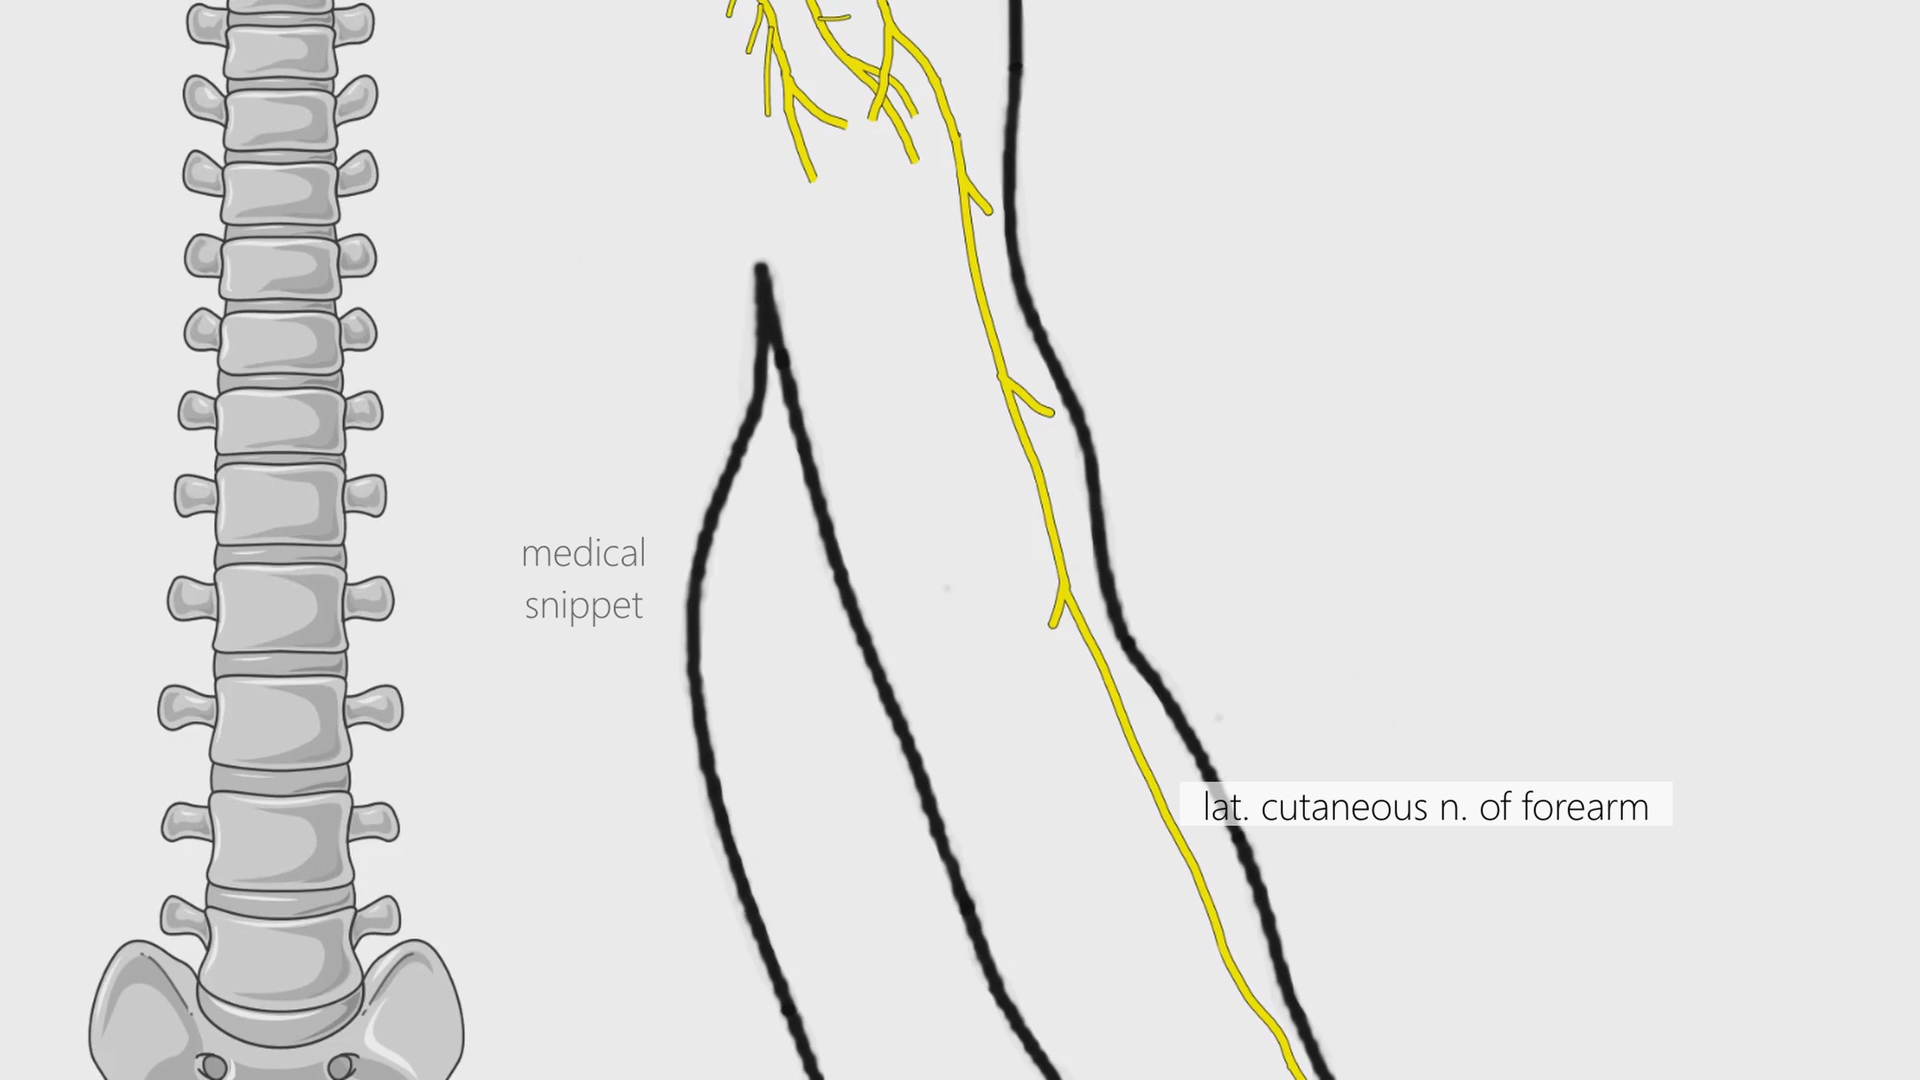 medical
snippet
lat. cutaneous n. of forearm